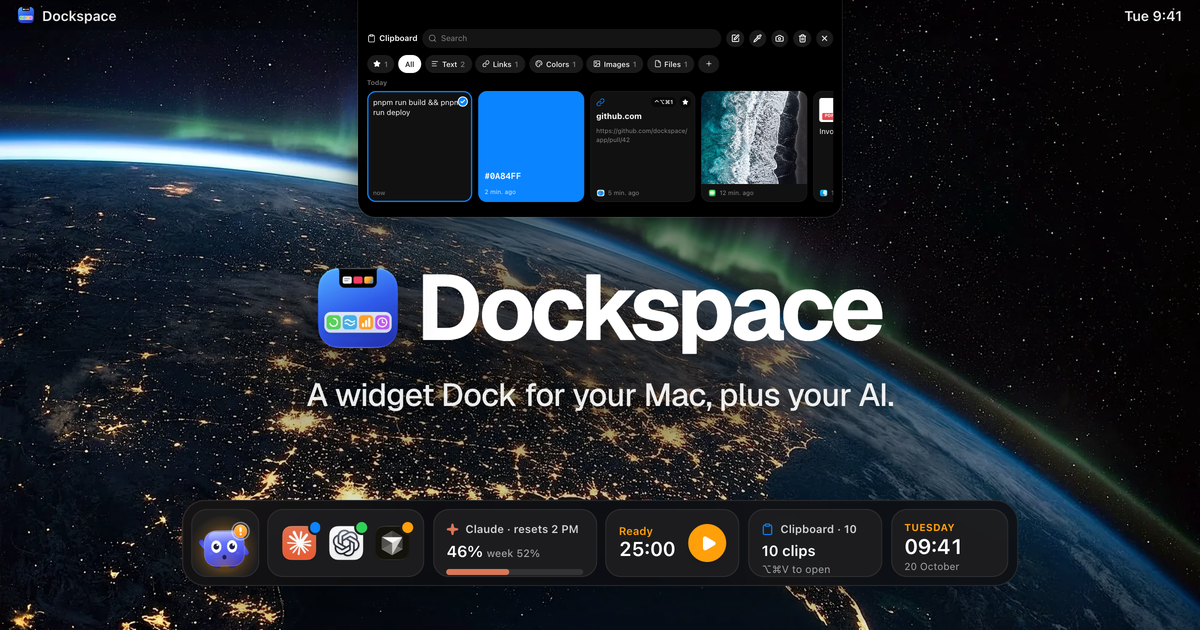 Dockspace
Tue 9:41
Clipboard
Search
1
All
Text 2
Links 1
Colors 1
Images 1
Files 1
+
Today
pnpm run build && pnpm
run deploy
now
#0A84FF
2 min. ago
⌃⌥⌘1
github.com
https://github.com/dockspace/
app/pull/42
5 min. ago
12 min. ago
Invo
Dockspace
A widget Dock for your Mac, plus your AI.
!
Claude · resets 2 PM
46% week 52%
Ready
25:00
Clipboard · 10
10 clips
⌥⌘V to open
TUESDAY
09:41
20 October